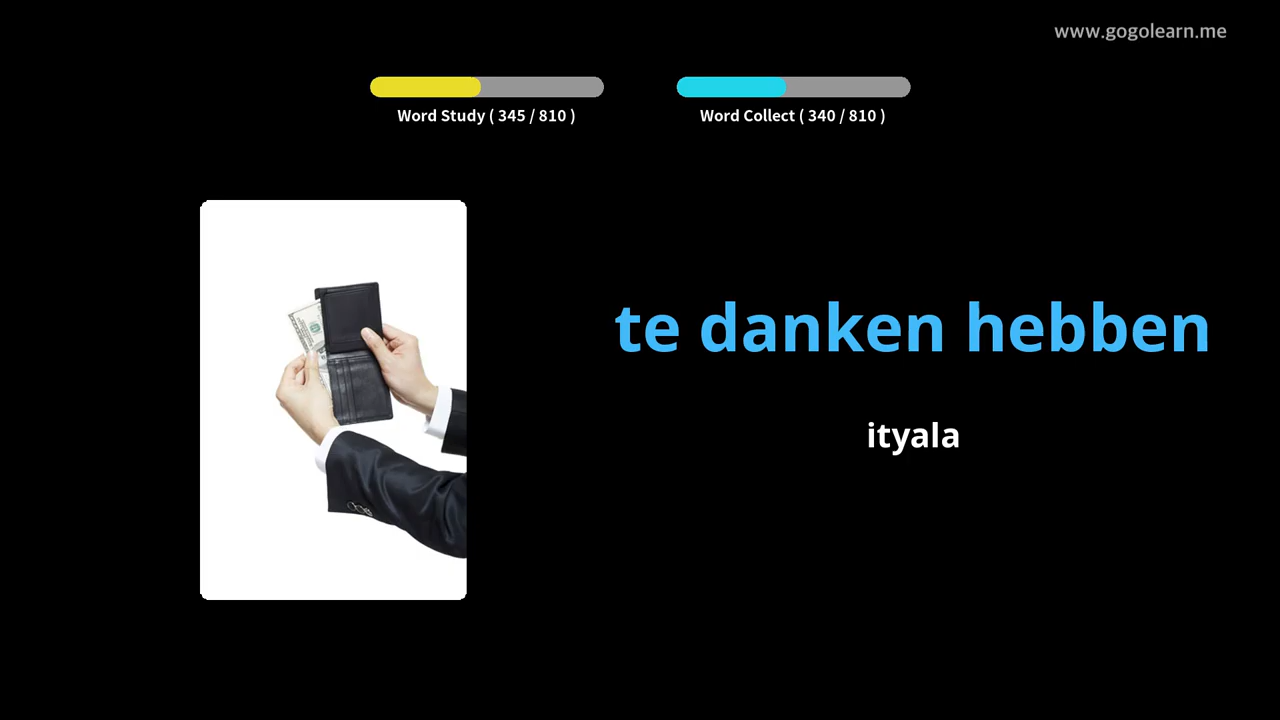 www.gogolearn.me
Word Study ( 345 / 810 )
Word Collect ( 340 / 810 )
te danken hebben
ityala